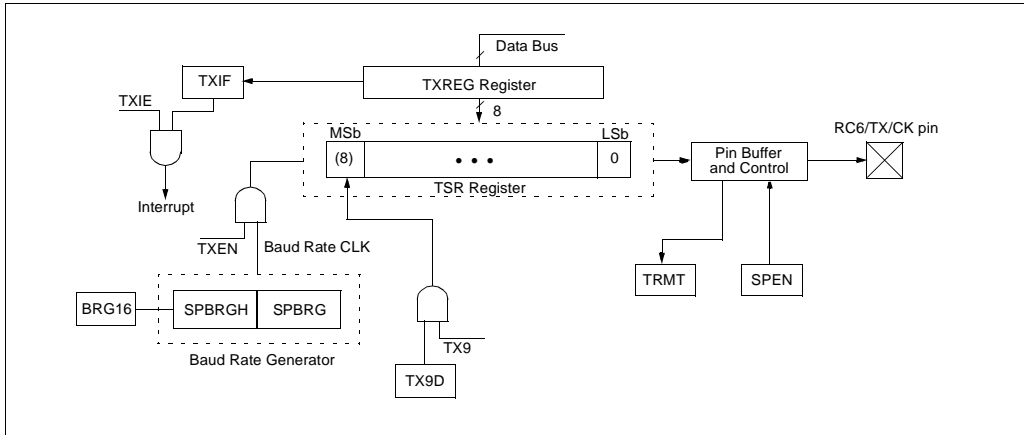 Data Bus
TXIF
TXREG Register
TXIE
8
MSb
LSb
RC6/TX/CK pin
(8)
• • •
0
Pin Buffer
and Control
TSR Register
Interrupt
TXEN
Baud Rate CLK
TRMT
SPEN
BRG16
SPBRGH
SPBRG
TX9
Baud Rate Generator
TX9D